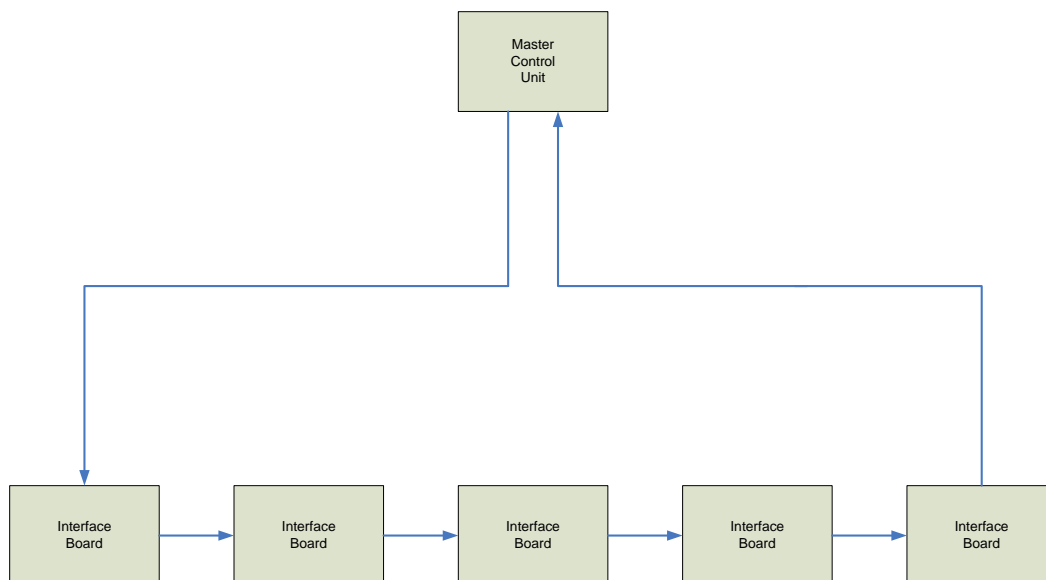 Master
Control
Unit
Interface
Board
Interface
Board
Interface
Board
Interface
Board
Interface
Board